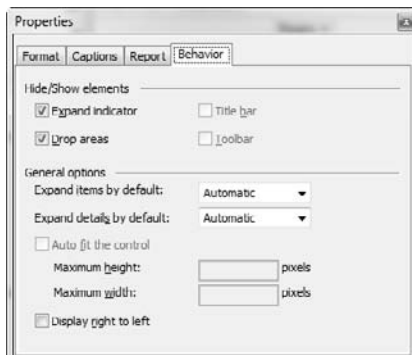 Properties
Format Captions Report Behavior
Hide/Show elements
Expand indicator Title bar
Drop areas Toolbar
General options
Expand items by default: Automatic
Expand details by default: Automatic
Auto fit the control
Maximum height: pixels
Maximum width: pixels
Display right to left